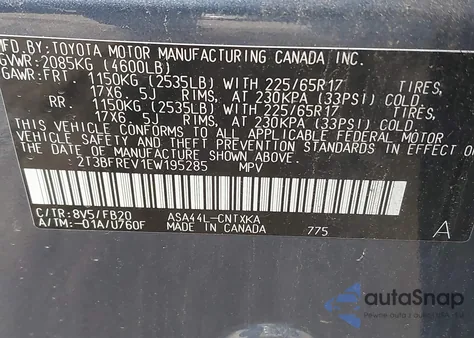 MFD.BY:TOYOTA MOTOR MANUFACTURING CANADA INC.
GVWR: 2085KG (4600LB)
GAWR:FRT 1150KG (2535LB) WITH 225/65R17 TIRES,
17X6.5J RIMS, AT 230KPA (33PSI) COLD
RR. 1150KG (2535LB) WITH 225/65R17 TIRES,
17X6.5J RIMS, AT 230KPA (33PSI) COLD.
THIS VEHICLE CONFORMS TO ALL APPLICABLE FEDERAL MOTOR
VEHICLE SAFETY AND THEFT PREVENTION STANDARDS IN EFFECT ON
THE DATE OF MANUFACTURE SHOWN ABOVE.
2T3BFREV1EW195285 MPV
C/TR:8V5/FB20 ASA44L-CNTXKA
A/TM:-01A/U760F MADE IN CANADA 775 A
autoSnap